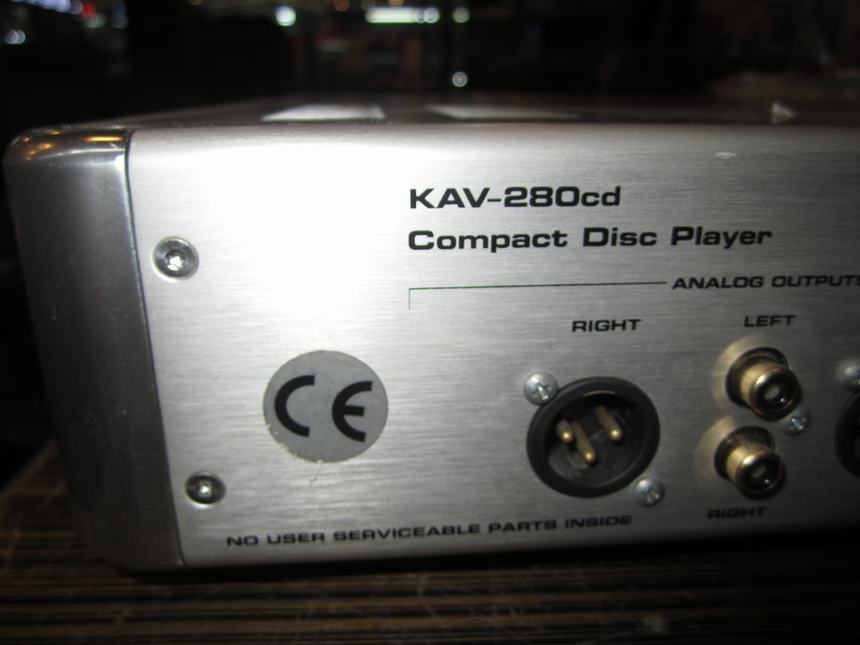 KAV-280cd
Compact Disc Player
ANALOG OUTPUTS
RIGHT
LEFT
CE
RIGHT
NO USER SERVICEABLE PARTS INSIDE